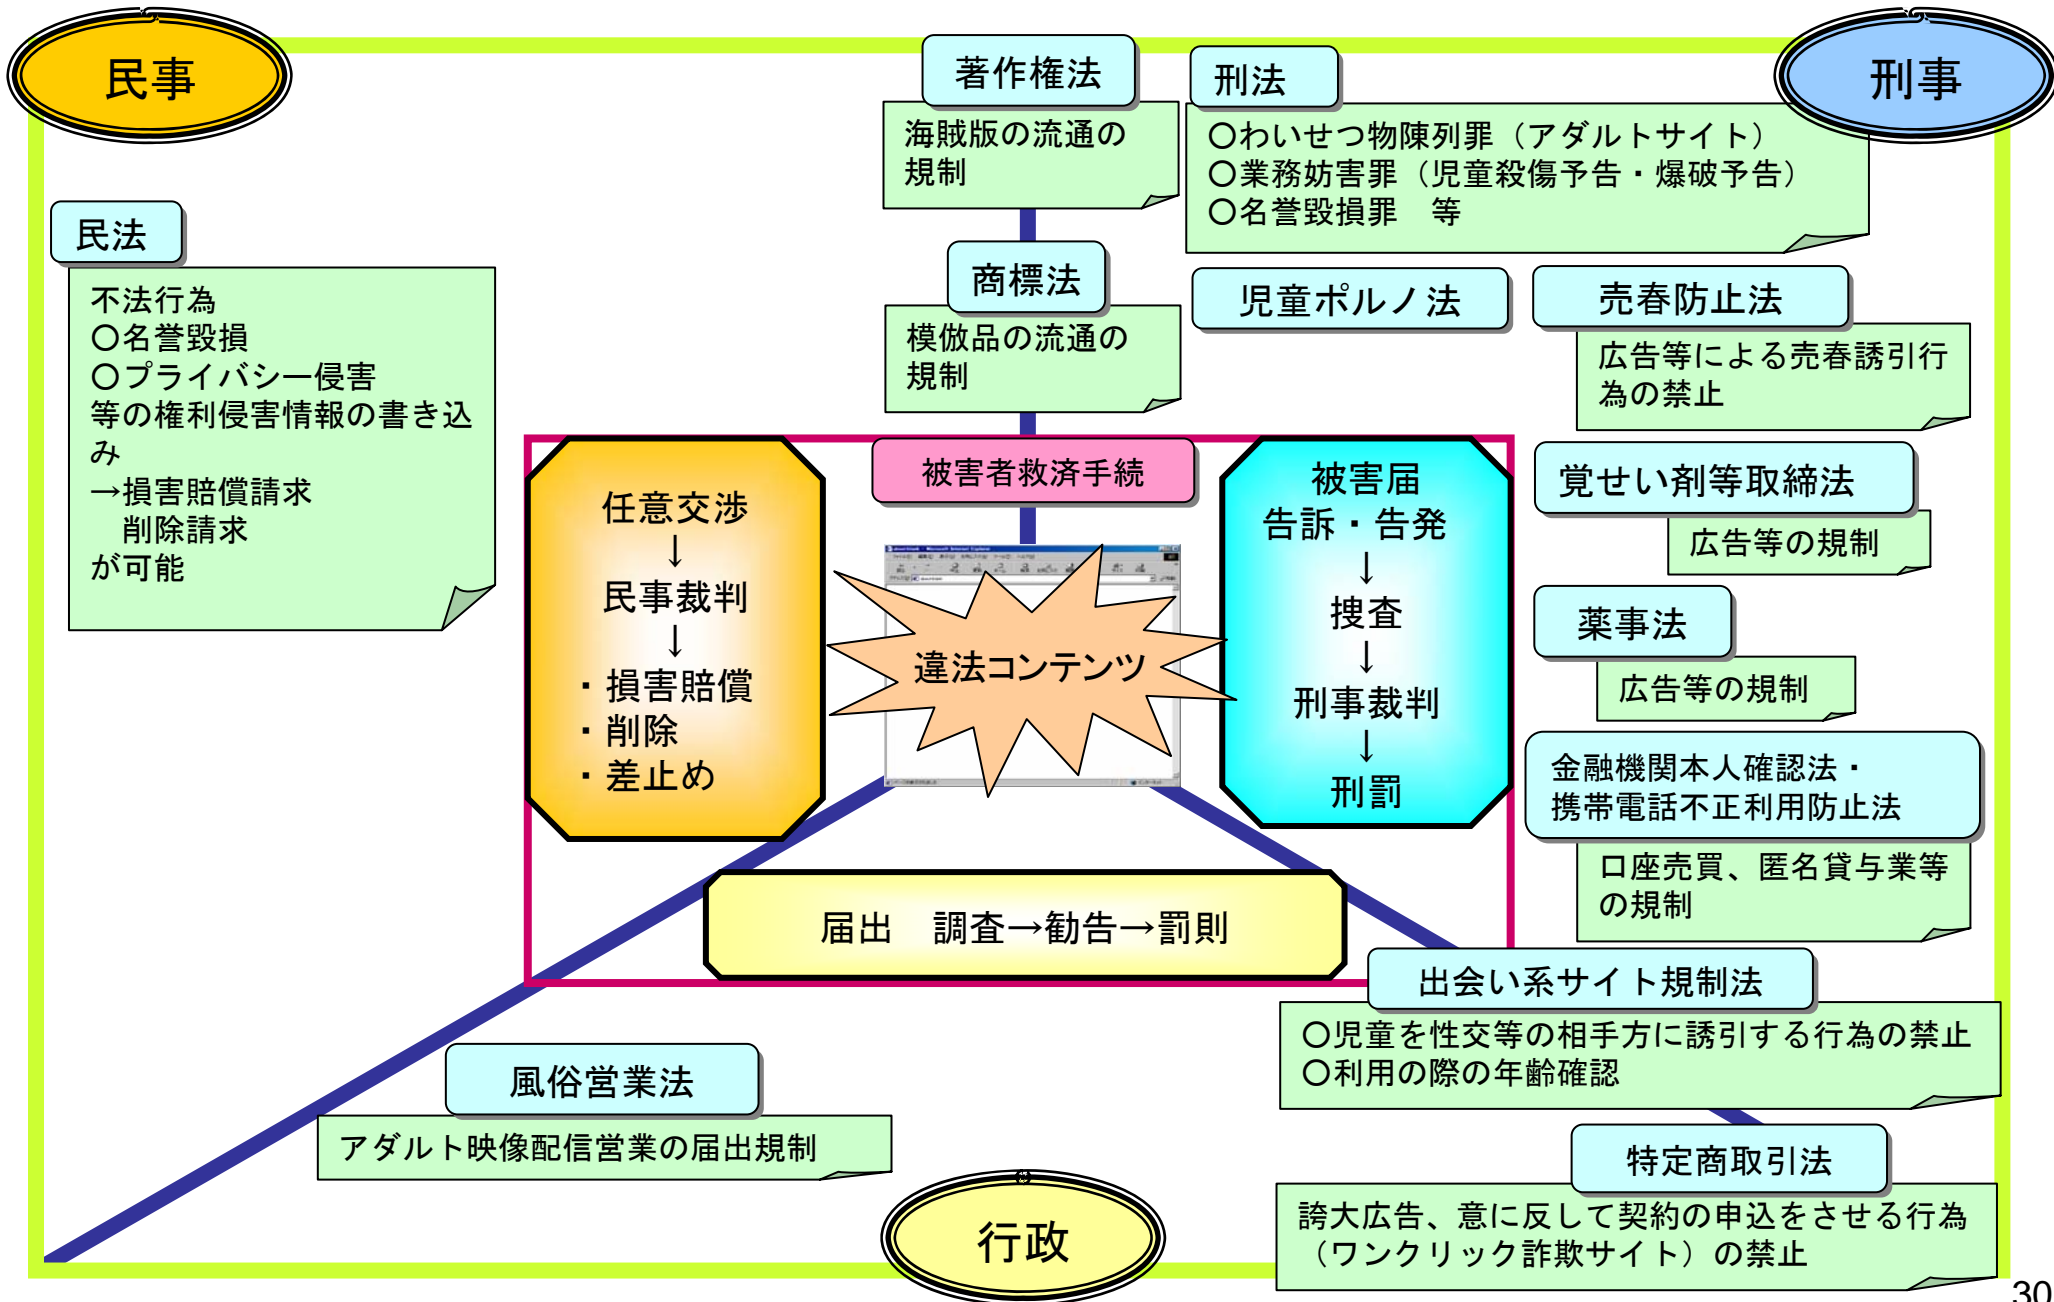 民事
刑事
著作権法
海賊版の流通の
規制
刑法
〇わいせつ物陳列罪（アダルトサイト）
〇業務妨害罪（児童殺傷予告・爆破予告）
〇名誉毀損罪　等
民法
不法行為
〇名誉毀損
〇プライバシー侵害
等の権利侵害情報の書き込
み
→損害賠償請求
　削除請求
が可能
商標法
模倣品の流通の
規制
児童ポルノ法
売春防止法
広告等による売春誘引行
為の禁止
被害者救済手続
任意交渉
↓
民事裁判
↓
・損害賠償
・削除
・差止め
違法コンテンツ
被害届
告訴・告発
↓
捜査
↓
刑事裁判
↓
刑罰
覚せい剤等取締法
広告等の規制
薬事法
広告等の規制
金融機関本人確認法・
携帯電話不正利用防止法
口座売買、匿名貸与業等
の規制
届出　調査→勧告→罰則
出会い系サイト規制法
〇児童を性交等の相手方に誘引する行為の禁止
〇利用の際の年齢確認
風俗営業法
アダルト映像配信営業の届出規制
特定商取引法
誇大広告、意に反して契約の申込をさせる行為
（ワンクリック詐欺サイト）の禁止
行政
30